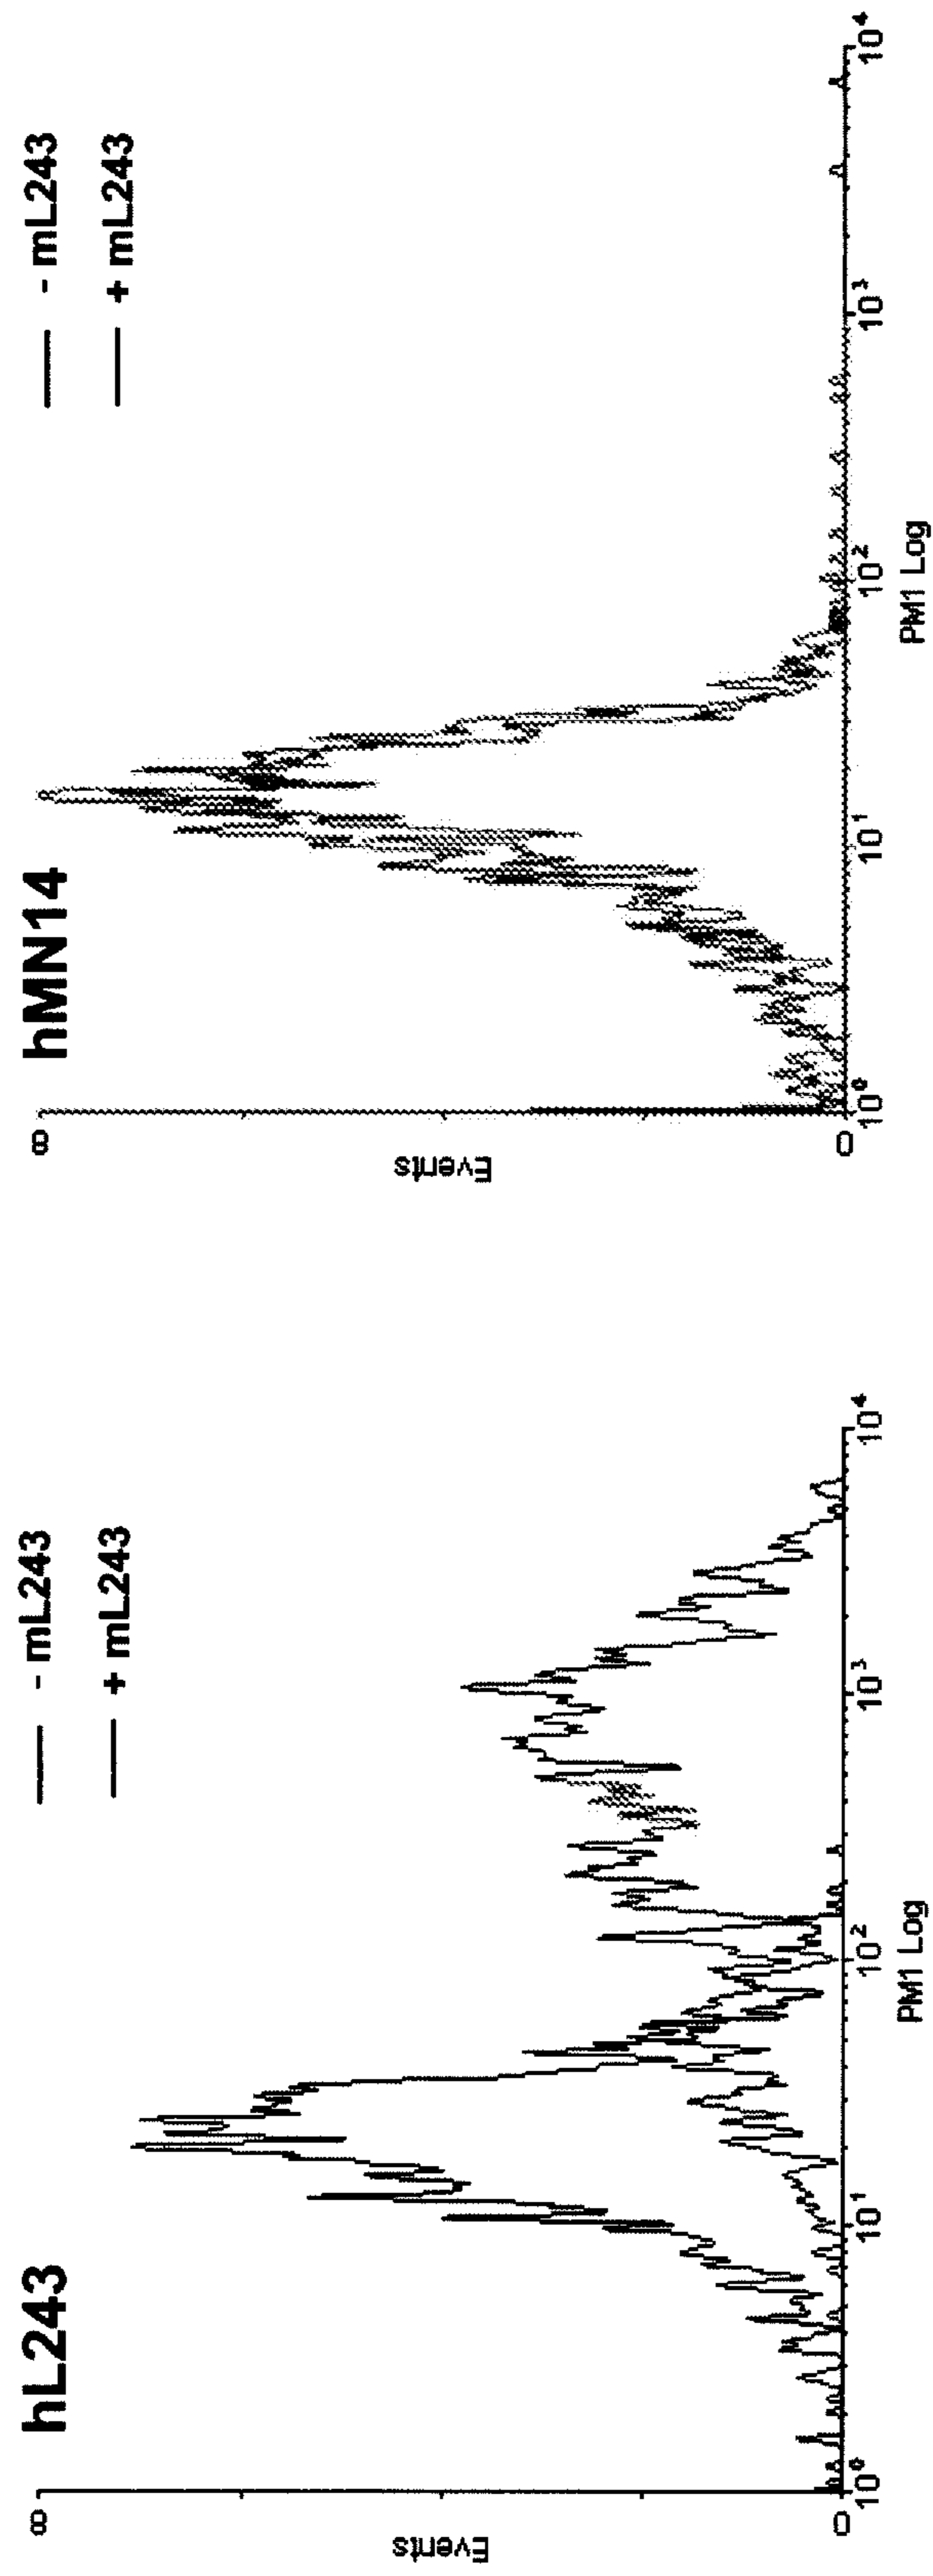 hL243
- mL243
+ mL243
8
Events
0
10⁰
10¹
10²
10³
10⁴
PM1 Log
hMN14
- mL243
+ mL243
8
Events
0
10⁰
10¹
10²
10³
10⁴
PM1 Log